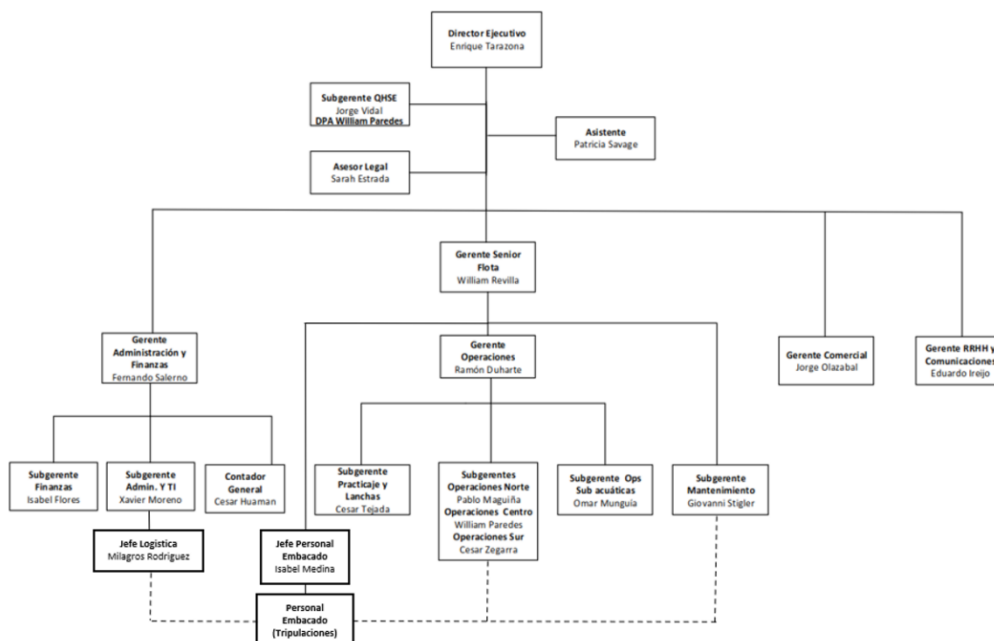 Director Ejecutivo
Enrique Tarazona
Subgerente QHSE
Jorge Vidal
DPA William Paredes
Asistente
Patricia Savage
Asesor Legal
Sarah Estrada
Gerente Senior
Flota
William Revilla
Gerente
Administración y
Finanzas
Fernando Salerno
Gerente
Operaciones
Ramón Duharte
Gerente Comercial
Jorge Olazabal
Gerente RRHH y
Comunicaciones
Eduardo Ireijo
Subgerente
Finanzas
Isabel Flores
Subgerente
Admin. Y TI
Xavier Moreno
Contador
General
Cesar Huaman
Subgerente
Practicaje y
Lanchas
Cesar Tejada
Subgerentes
Operaciones Norte
Pablo Maguiña
Operaciones Centro
William Paredes
Operaciones Sur
Cesar Zegarra
Subgerente Ops
Sub acuáticas
Omar Munguía
Subgerente
Mantenimiento
Giovanni Stigler
Jefe Logistica
Milagros Rodriguez
Jefe Personal
Embacado
Isabel Medina
Personal
Embacado
(Tripulaciones)